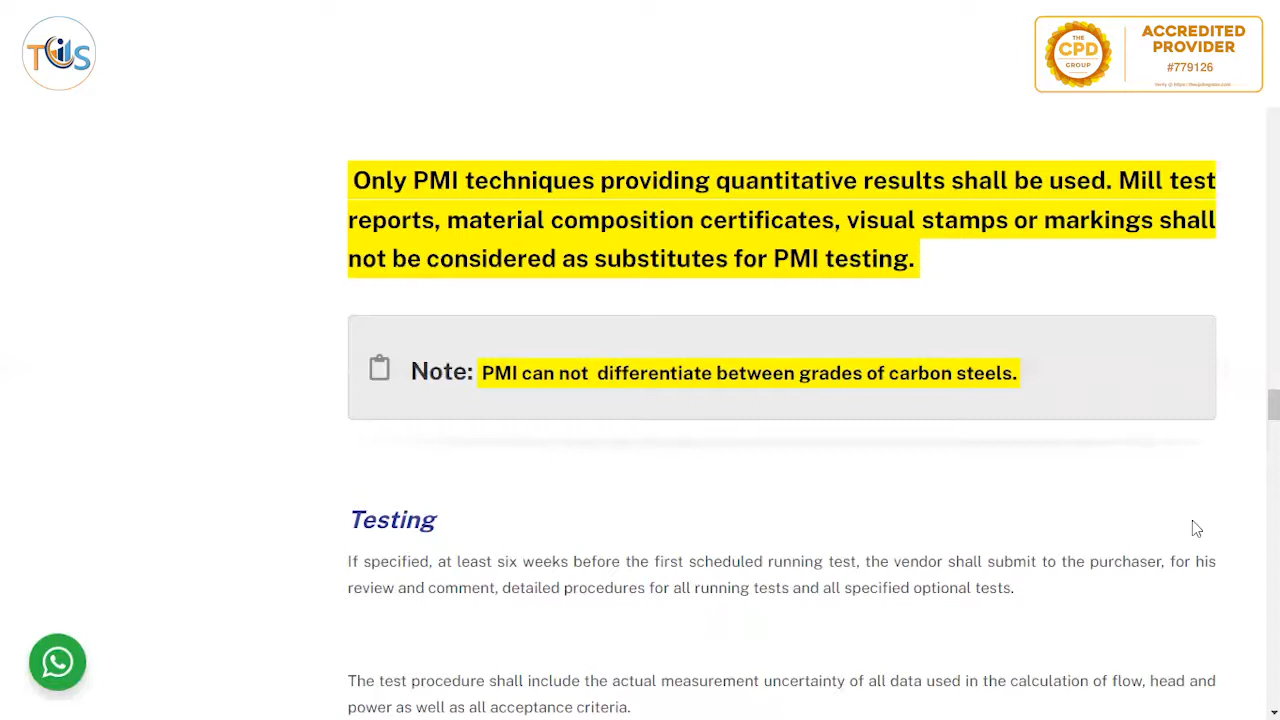 TCIS
THE
CPD
GROUP
ACCREDITED
PROVIDER
#779126
Only PMI techniques providing quantitative results shall be used. Mill test
reports, material composition certificates, visual stamps or markings shall
not be considered as substitutes for PMI testing.
Note: PMI can not differentiate between grades of carbon steels.
Testing
If specified, at least six weeks before the first scheduled running test, the vendor shall submit to the purchaser, for his
review and comment, detailed procedures for all running tests and all specified optional tests.
The test procedure shall include the actual measurement uncertainty of all data used in the calculation of flow, head and
power as well as all acceptance criteria.